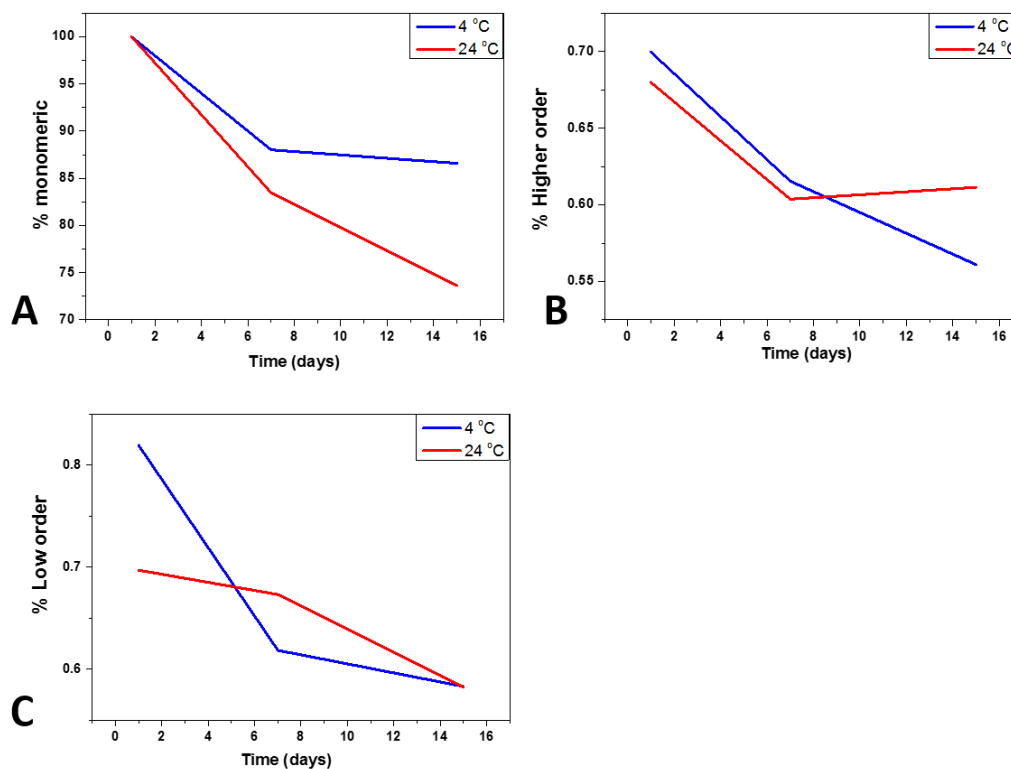 4 °C
24 °C
% monomeric
100
95
90
85
80
75
70
0 2 4 6 8 10 12 14 16
Time (days)
A
4 °C
24 °C
% Higher order
0.70
0.65
0.60
0.55
0 2 4 6 8 10 12 14 16
Time (days)
B
4 °C
24 °C
% Low order
0.8
0.7
0.6
0 2 4 6 8 10 12 14 16
Time (days)
C